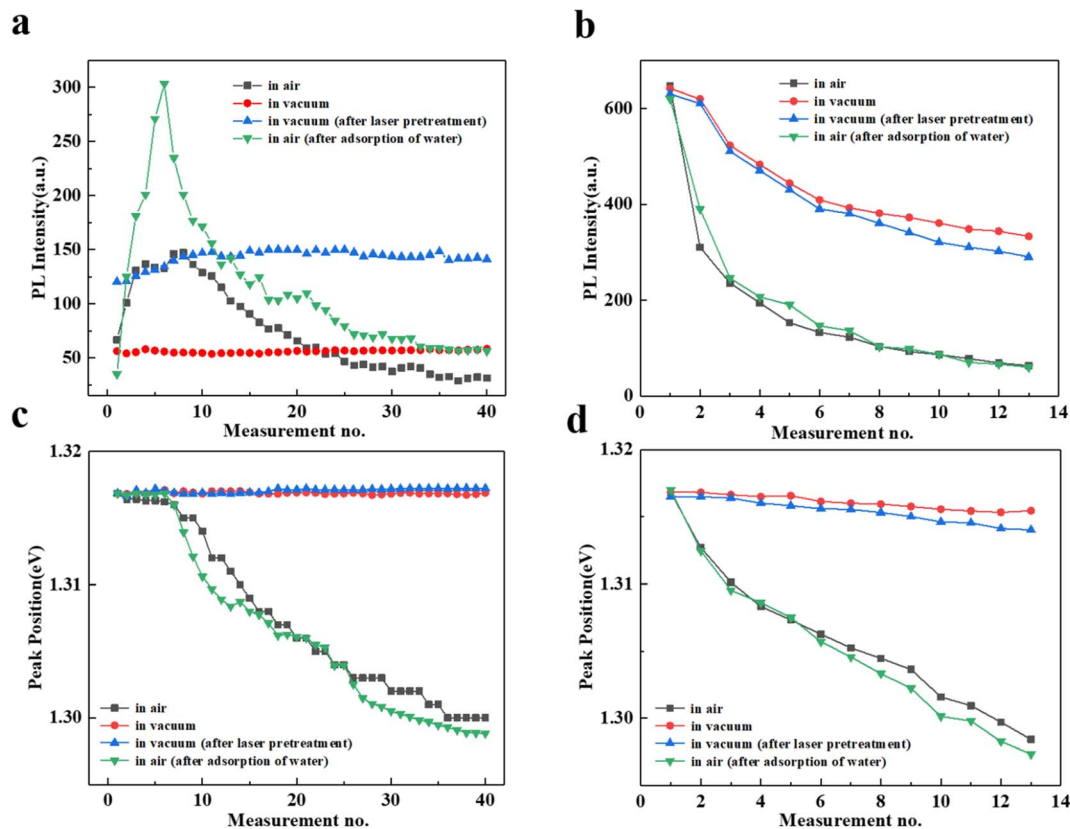 a
PL Intensity(a.u.)
300
250
200
150
100
50
in air
in vacuum
in vacuum (after laser pretreatment)
in air (after adsorption of water)
0
10
20
30
40
Measurement no.
b
PL Intensity(a.u.)
600
400
200
0
in air
in vacuum
in vacuum (after laser pretreatment)
in air (after adsorption of water)
0
2
4
6
8
10
12
14
Measurement no.
c
Peak Position(eV)
1.32
1.31
1.30
in air
in vacuum
in vacuum (after laser pretreatment)
in air (after adsorption of water)
0
10
20
30
40
Measurement no.
d
Peak Position(eV)
1.32
1.31
1.30
in air
in vacuum
in vacuum (after laser pretreatment)
in air (after adsorption of water)
0
2
4
6
8
10
12
14
Measurement no.